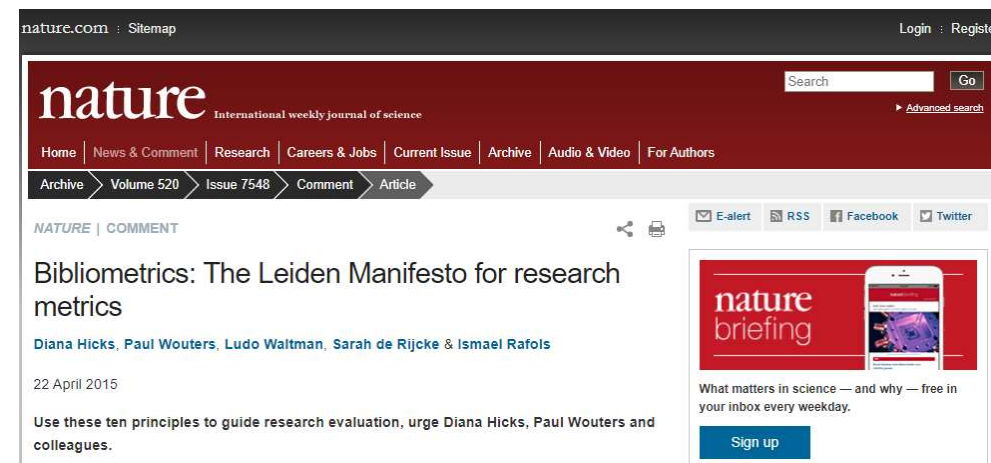 nature.com : Sitemap
Login : Registe
nature International weekly journal of science
Search Go
Advanced search
Home News & Comment Research Careers & Jobs Current Issue Archive Audio & Video For Authors
Archive Volume 520 Issue 7548 Comment Article
E-alert RSS Facebook Twitter
NATURE | COMMENT
Bibliometrics: The Leiden Manifesto for research
metrics
Diana Hicks, Paul Wouters, Ludo Waltman, Sarah de Rijcke & Ismael Rafols
22 April 2015
Use these ten principles to guide research evaluation, urge Diana Hicks, Paul Wouters and
colleagues.
nature
briefing
What matters in science — and why — free in
your inbox every weekday.
Sign up